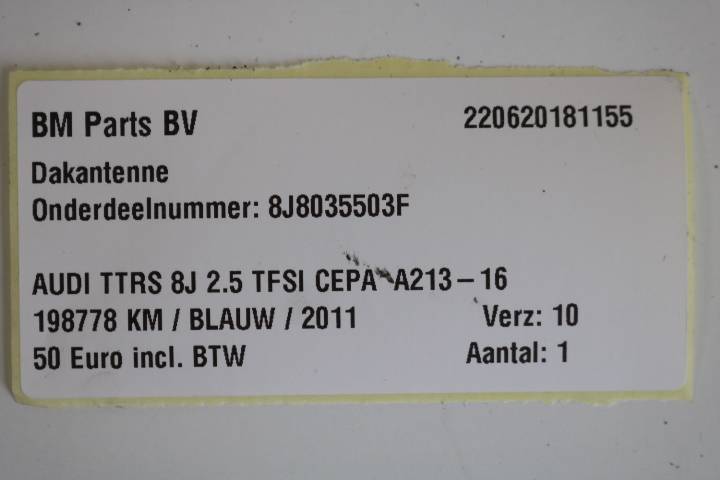 BM Parts BV 220620181155
Dakantenne
Onderdeelnummer: 8J8035503F
AUDI TTRS 8J 2.5 TFSI CEPA A213-16
198778 KM / BLAUW / 2011 Verz: 10
50 Euro incl. BTW Aantal: 1